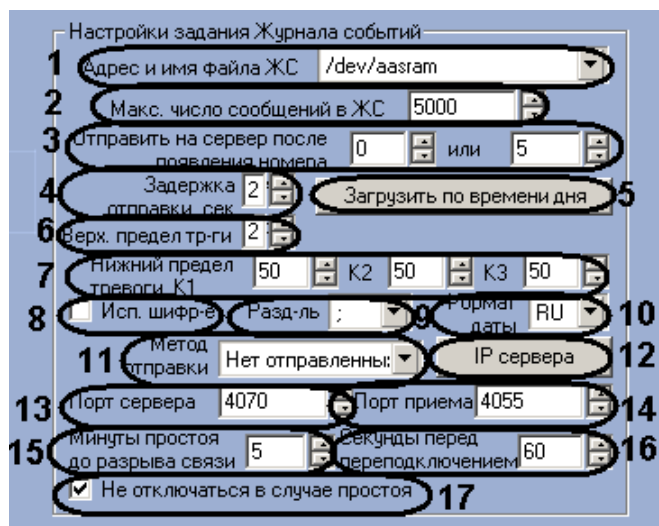 Настройки задания Журнала событий
1 Адрес и имя файла ЖС /dev/aasram
2 Макс. число сообщений в ЖС 5000
3 Отправить на сервер после
появления номера 0 или 5
4 Задержка
отправки, сек 2 Загрузить по времени дня 5
6 Верх. предел тр-ги 2
7 Нижний предел
тревоги К1 50 К2 50 К3 50
8 Исп. шифр-е Разд-ль ; 9 Формат
даты RU 10
11 Метод
отправки Нет отправленных IP сервера 12
13 Порт сервера 4070 Порт приема 4055 14
15 Минуты простоя
до разрыва связи 5 Секунды перед
переподключением 60 16
Не отключаться в случае простоя 17